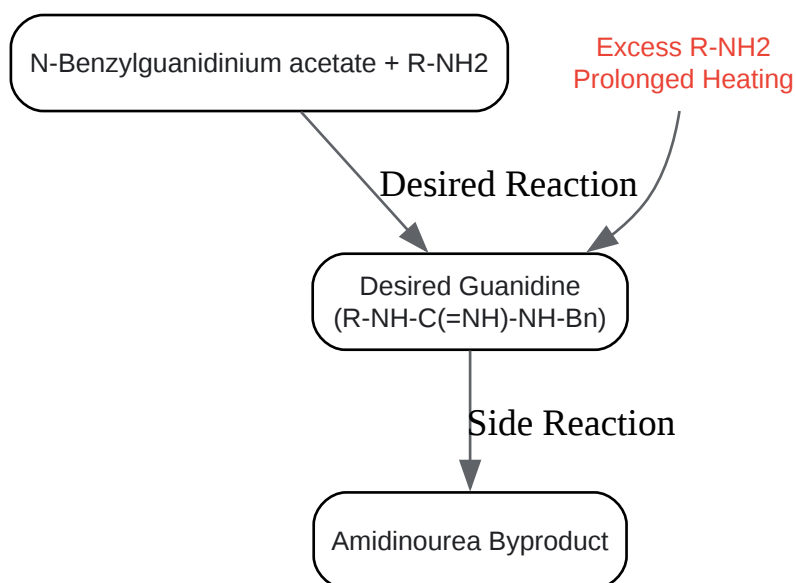 N-Benzylguanidinium acetate + R-NH2
Excess R-NH2
Prolonged Heating
Desired Reaction
Desired Guanidine
(R-NH-C(=NH)-NH-Bn)
Side Reaction
Amidinourea Byproduct